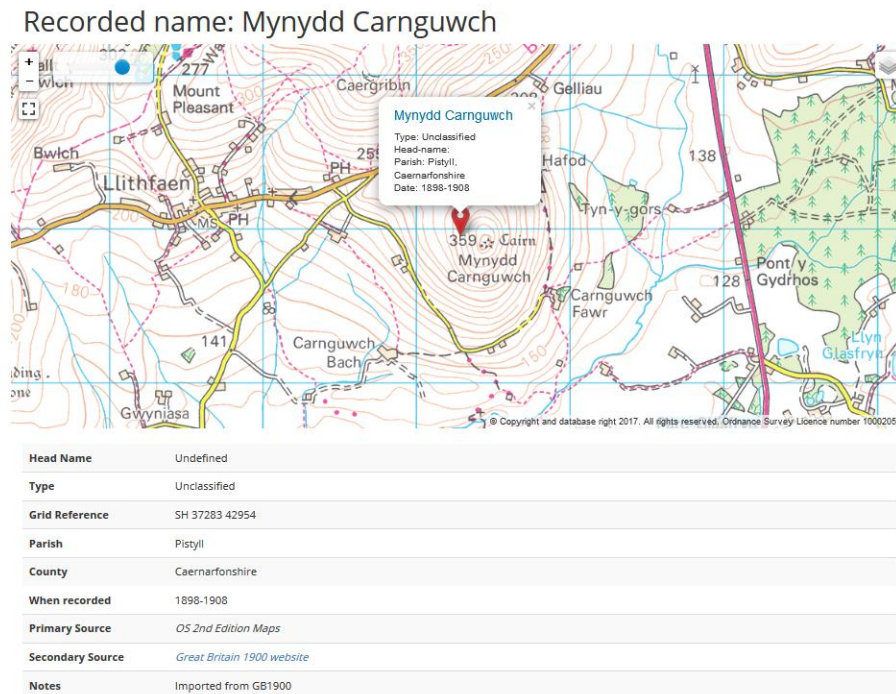 Recorded name: Mynydd Carnguwch
+
−
277
Mount
Pleasant
Caergribin
Gelliau
×
Mynydd Carnguwch
Type: Unclassified
Head-name:
Parish: Pistyll,
Caernarfonshire
Date: 1898-1908
Bwlch
Llithfaen
PH
Hafod
138
200
MS
PH
Tyn-y-gors
359
Cairn
Mynydd
Carnguwch
180
Pont y
Gydrhos
128
Carnguwch
Fawr
141
Carnguwch
Bach
150
Llyn
Glasfryn
Gwyniasa
© Copyright and database right 2017. All rights reserved. Ordnance Survey Licence number 1000205
Head Name Undefined
Type Unclassified
Grid Reference SH 37283 42954
Parish Pistyll
County Caernarfonshire
When recorded 1898-1908
Primary Source OS 2nd Edition Maps
Secondary Source Great Britain 1900 website
Notes Imported from GB1900